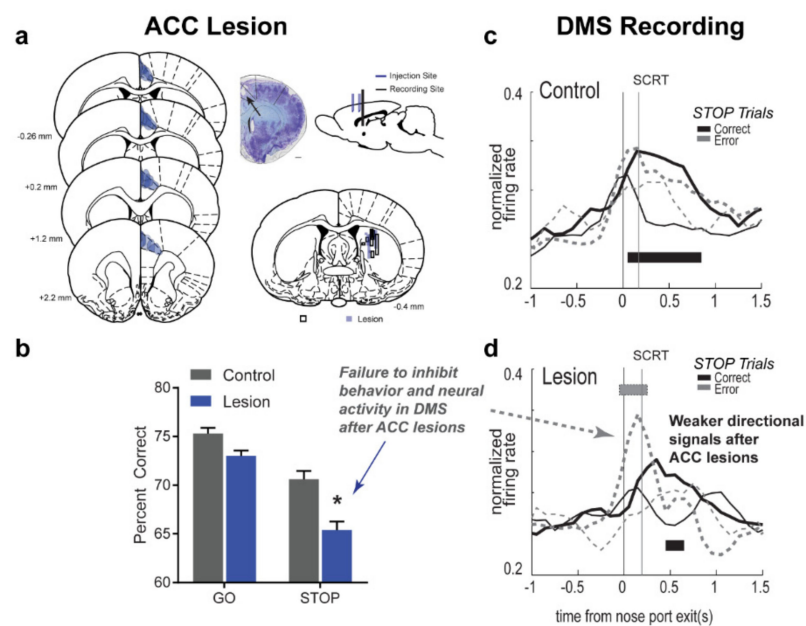 ACC Lesion
DMS Recording
a
Injection Site
Recording Site
-0.26 mm
+0.2 mm
+1.2 mm
+2.2 mm
-0.4 mm
Lesion
b
Control
Lesion
Failure to inhibit
behavior and neural
activity in DMS
after ACC lesions
Percent Correct
80
75
70
65
60
*
GO
STOP
c
SCRT
Control
STOP Trials
Correct
Error
normalized
firing rate
0.4
0.2
-1
-0.5
0
0.5
1
1.5
d
SCRT
Lesion
STOP Trials
Correct
Error
Weaker directional
signals after
ACC lesions
normalized
firing rate
0.4
0.2
-1
-0.5
0
0.5
1
1.5
time from nose port exit(s)